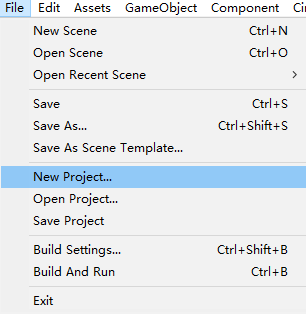 File Edit Assets GameObject Component Ci
New Scene Ctrl+N
Open Scene Ctrl+O
Open Recent Scene >
Save Ctrl+S
Save As... Ctrl+Shift+S
Save As Scene Template...
New Project...
Open Project...
Save Project
Build Settings... Ctrl+Shift+B
Build And Run Ctrl+B
Exit